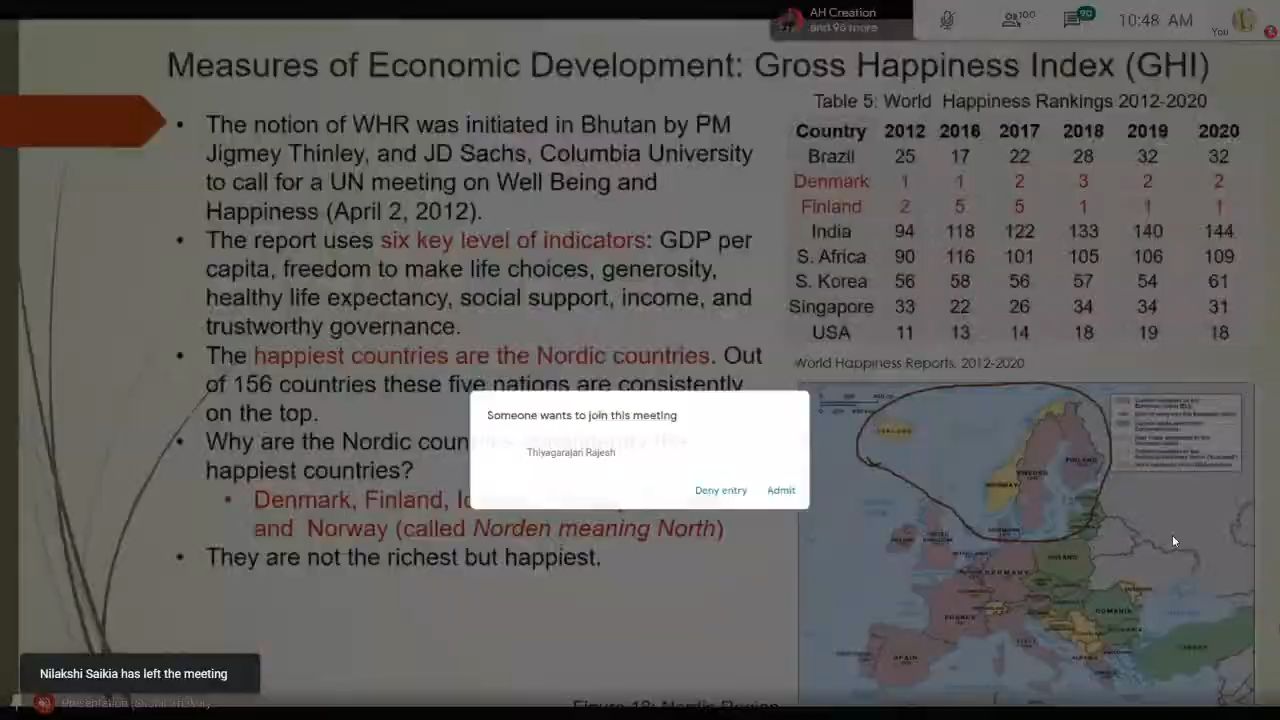 AH Creation
and 96 more
100
90
10:48 AM
You
Measures of Economic Development: Gross Happiness Index (GHI)
• The notion of WHR was initiated in Bhutan by PM
Jigmey Thinley, and JD Sachs, Columbia University
to call for a UN meeting on Well Being and
Happiness (April 2, 2012).
• The report uses six key level of indicators: GDP per
capita, freedom to make life choices, generosity,
healthy life expectancy, social support, income, and
trustworthy governance.
• The happiest countries are the Nordic countries. Out
of 156 countries these five nations are consistently
on the top.
• Why are the Nordic
happiest countries?
• Denmark, Finland,
and Norway (called Norden meaning North)
• They are not the richest but happiest.
Table 5: World Happiness Rankings 2012-2020
Country 2012 2016 2017 2018 2019 2020
Brazil 25 17 22 28 32 32
Denmark 1 1 2 3 2 2
Finland 2 5 5 1 1 1
India 94 118 122 133 140 144
S. Africa 90 116 101 105 106 109
S. Korea 56 58 56 57 54 61
Singapore 33 22 26 34 34 31
USA 11 13 14 18 19 18
World Happiness Reports, 2012-2020
Someone wants to join this meeting
Thiyagarajan Rajesh
Deny entry Admit
ICELAND
FINLAND
SWEDEN
NORWAY
POLAND
GERMANY
FRANCE
ROMANIA
SPAIN
TURKEY
Nilakshi Saikia has left the meeting
Presentation
Figure 18: Nordic Region